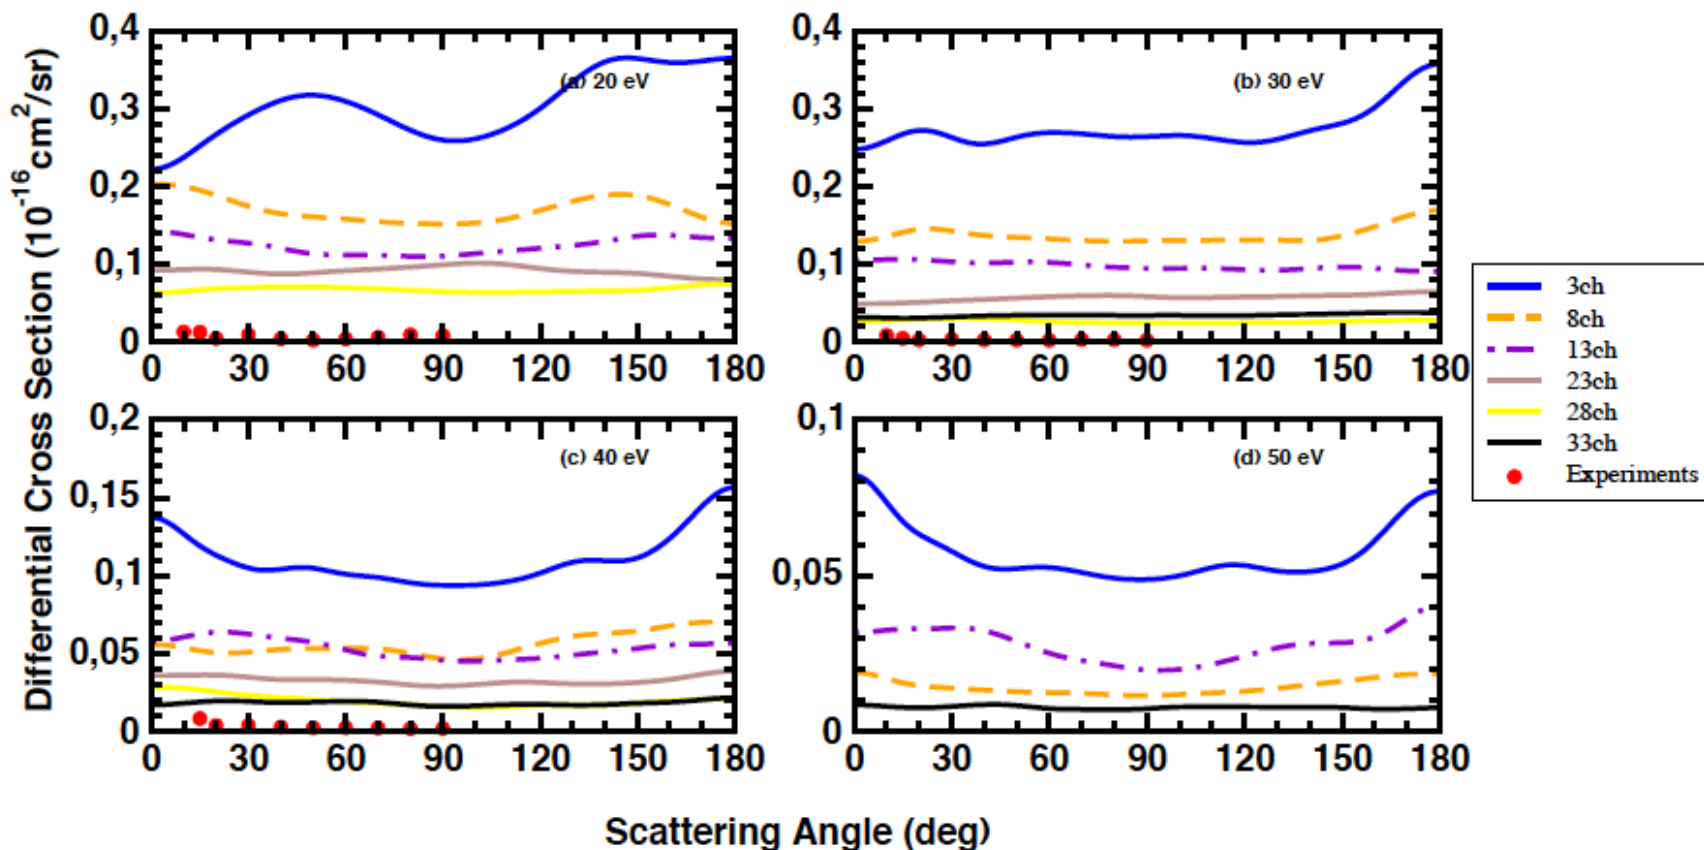 Differential Cross Section (10^-16 cm^2/sr)
0,4
0,3
0,2
0,1
0
(a) 20 eV
0 30 60 90 120 150 180
0,4
0,3
0,2
0,1
0
(b) 30 eV
0 30 60 90 120 150 180
0,2
0,15
0,1
0,05
0
(c) 40 eV
0 30 60 90 120 150 180
0,1
0,05
0
(d) 50 eV
0 30 60 90 120 150 180
3ch
8ch
13ch
23ch
28ch
33ch
Experiments
Scattering Angle (deg)